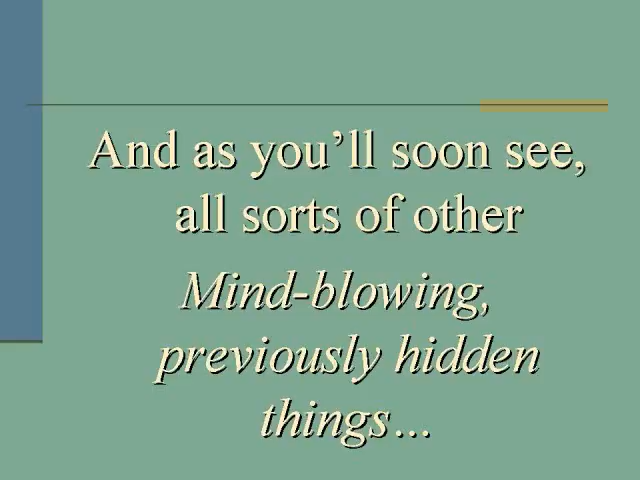 And as you’ll soon see,
all sorts of other
Mind-blowing,
previously hidden
things…